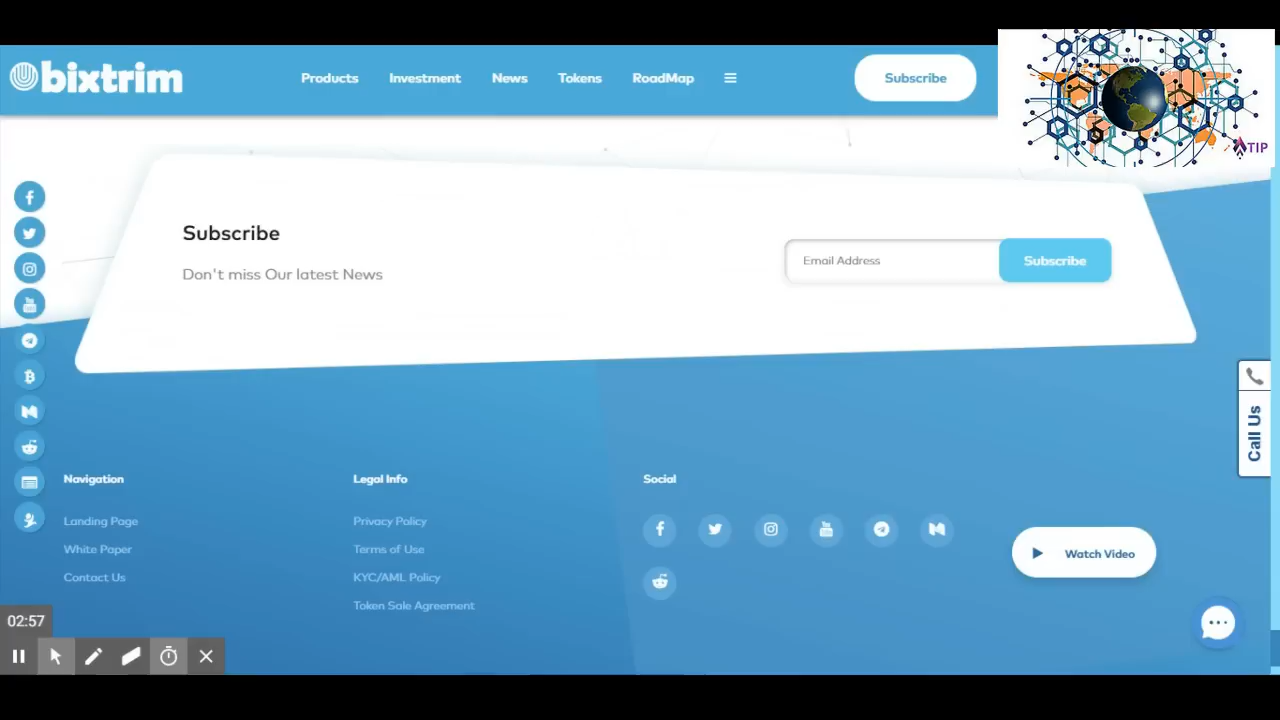 bixtrim
Products
Investment
News
Tokens
RoadMap
Subscribe
TIP
Subscribe
Don't miss Our latest News
Email Address
Subscribe
Call Us
Navigation
Landing Page
White Paper
Contact Us
Legal Info
Privacy Policy
Terms of Use
KYC/AML Policy
Token Sale Agreement
Social
Watch Video
02:57